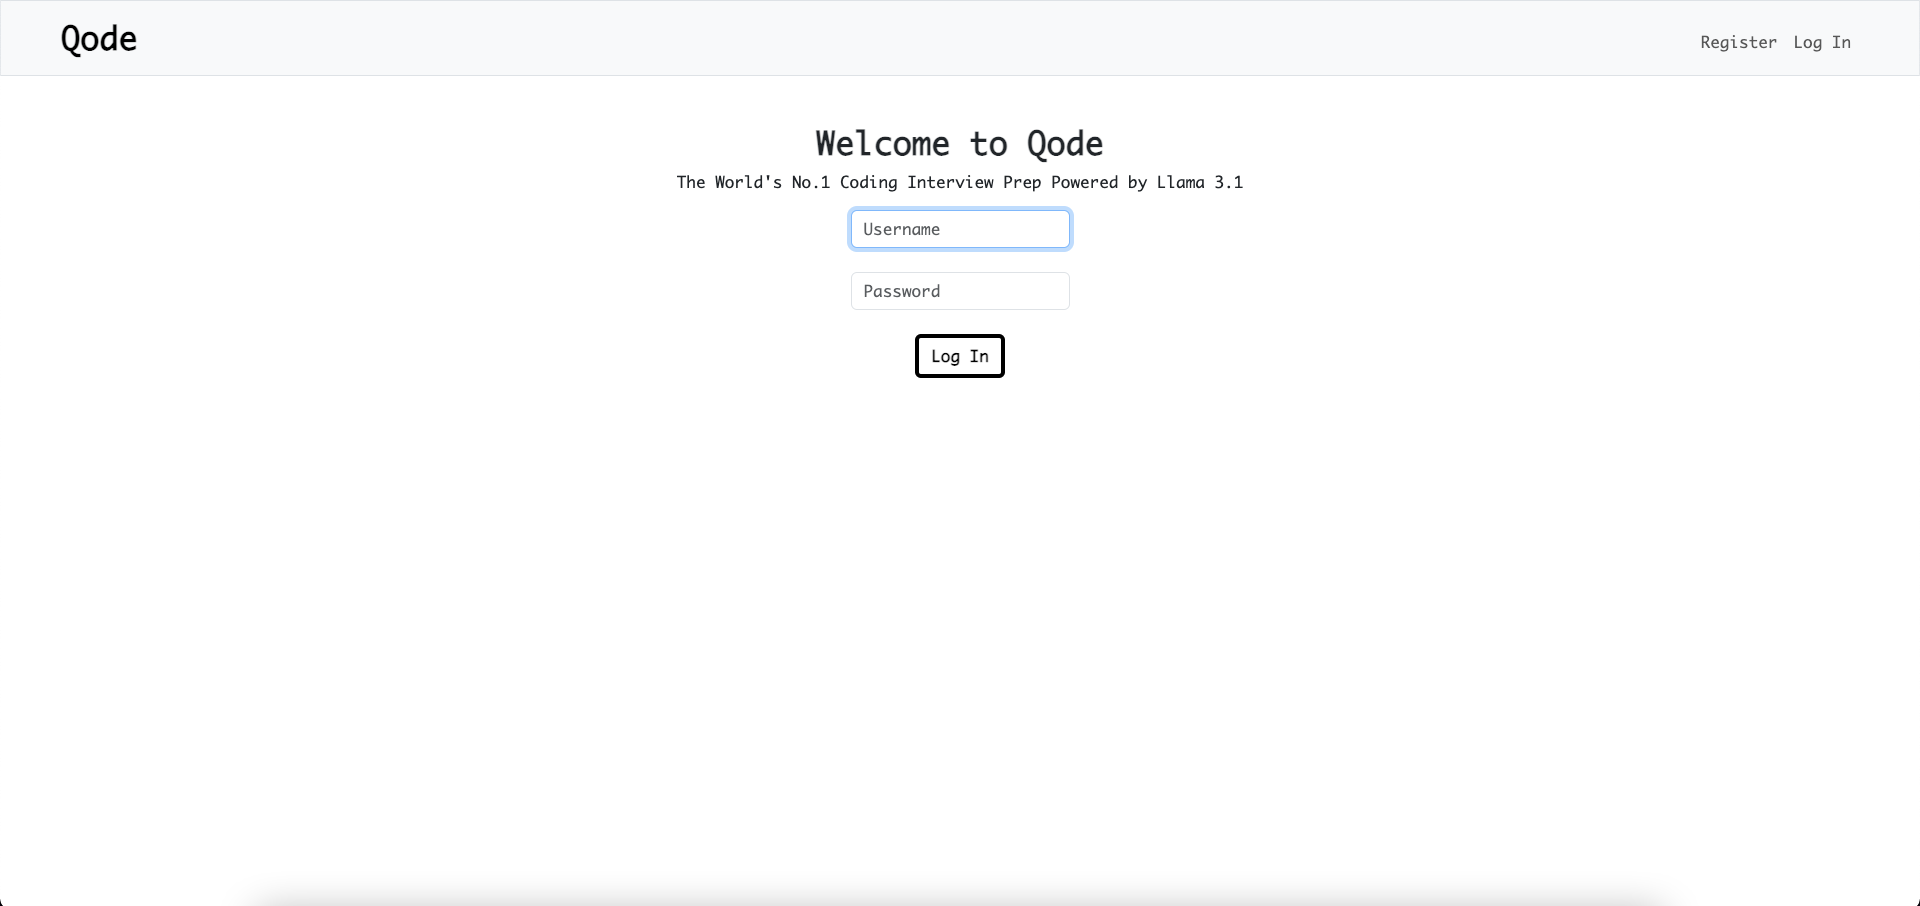 Qode
Register Log In
Welcome to Qode
The World's No.1 Coding Interview Prep Powered by Llama 3.1
Username
Password
Log In